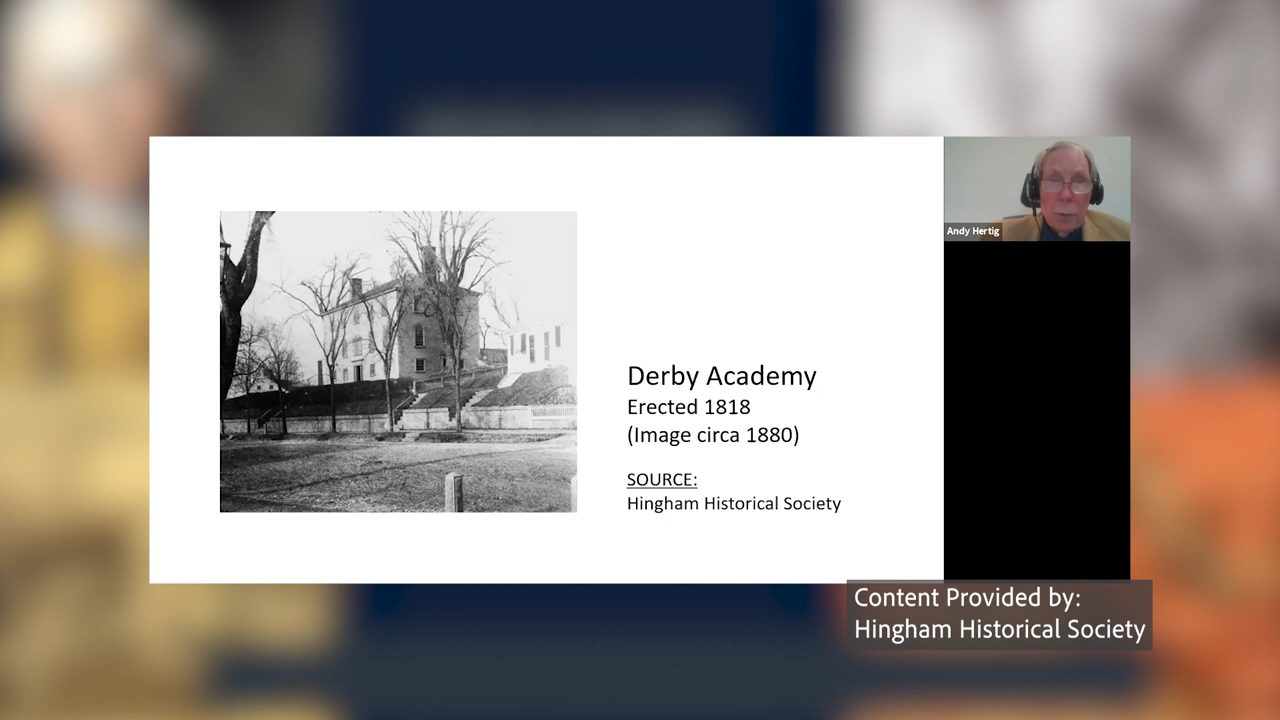 Andy Hertig
Derby Academy
Erected 1818
(Image circa 1880)
SOURCE:
Hingham Historical Society
Content Provided by:
Hingham Historical Society